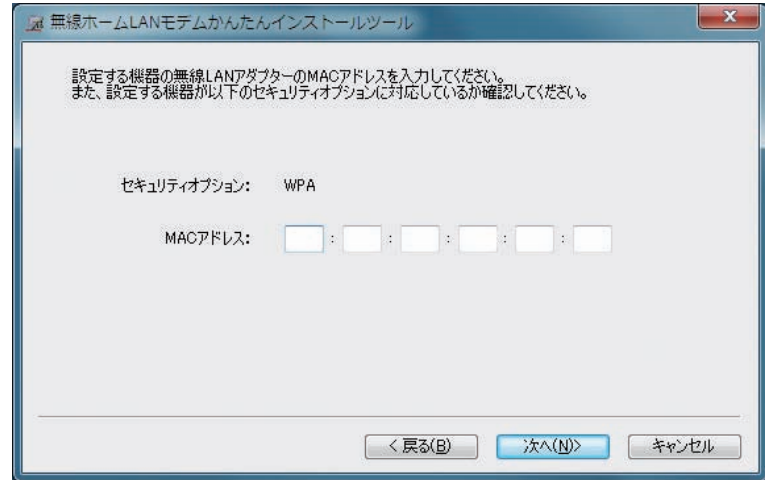 無線ホームLANモデムかんたんインストールツール
設定する機器の無線LANアダプターのMACアドレスを入力してください。
また、設定する機器が以下のセキュリティオプションに対応しているか確認してください。
セキュリティオプション: WPA
MACアドレス: : : : : :
< 戻る(B) 次へ(N)> キャンセル